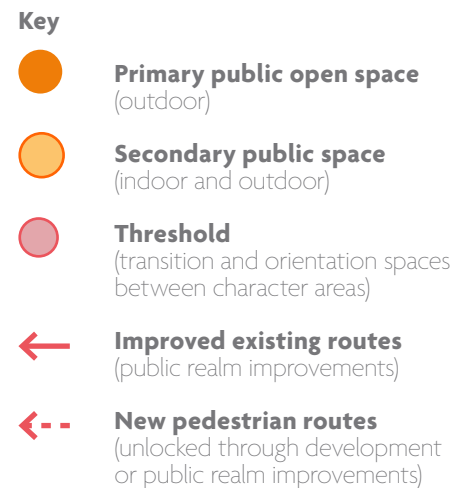 Key
Primary public open space
(outdoor)
Secondary public space
(indoor and outdoor)
Threshold
(transition and orientation spaces
between character areas)
Improved existing routes
(public realm improvements)
New pedestrian routes
(unlocked through development
or public realm improvements)